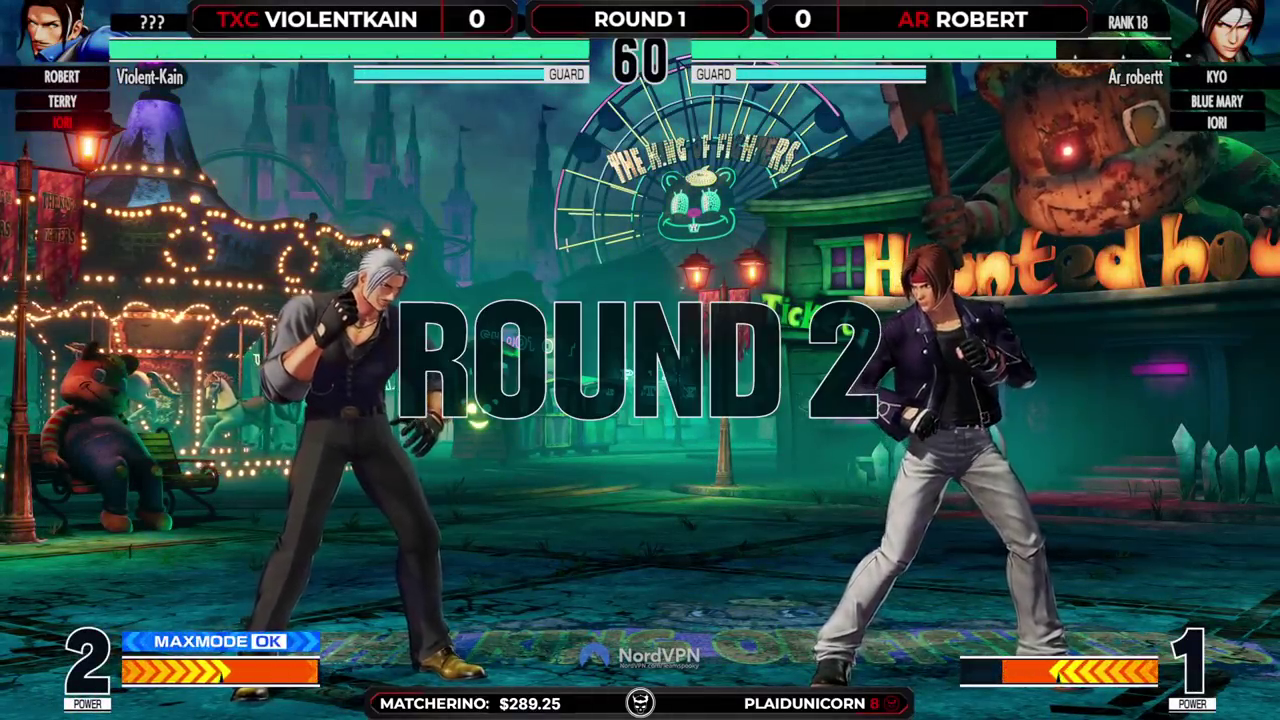 ???
TXC VIOLENTKAIN
0
ROUND 1
0
AR ROBERT
RANK 18
60
ROBERT
Violent-Kain
GUARD
GUARD
Ar_robertt
KYO
TERRY
IORI
BLUE MARY
IORI
Haunted hou
ROUND 2
2
POWER
MAXMODE OK
NordVPN
1
POWER
MATCHERINO: $289.25
PLAIDUNICORN 8